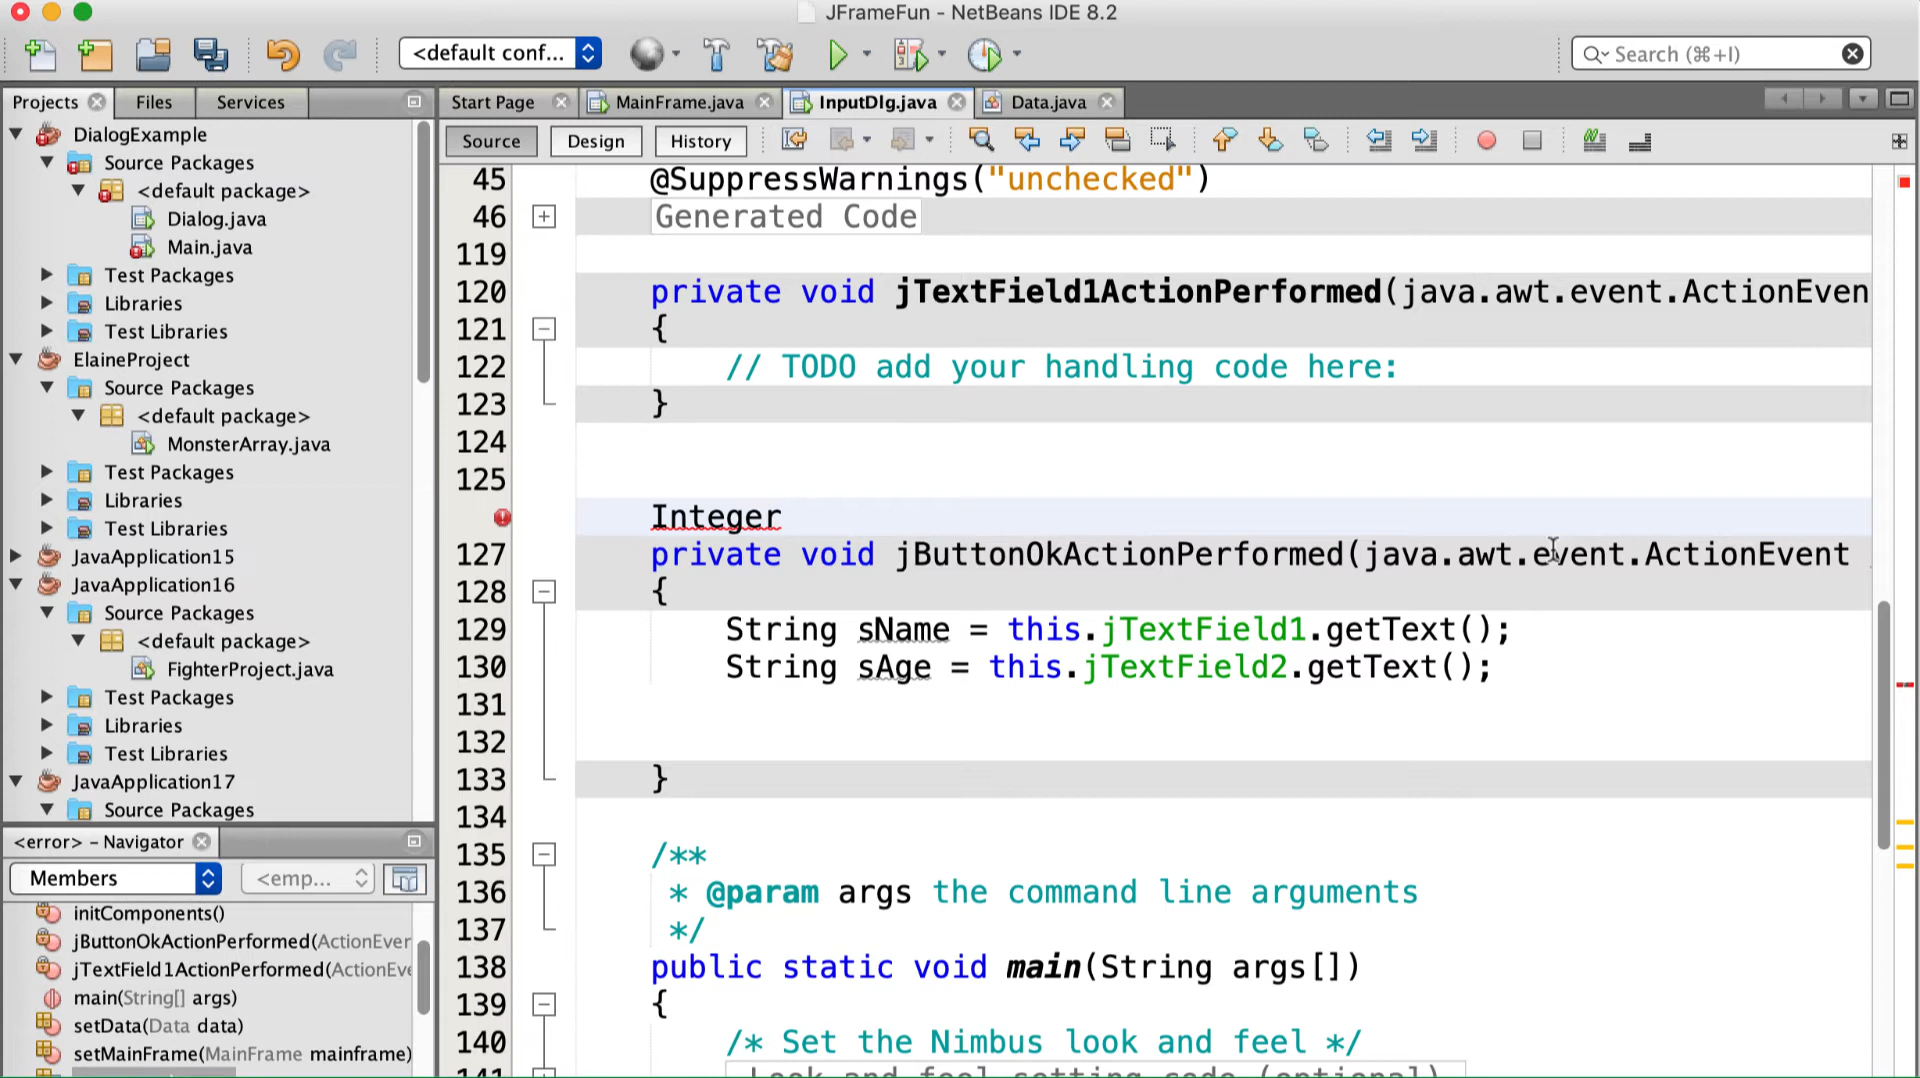 JFrameFun - NetBeans IDE 8.2
<default conf...
Search (⌘+I)
Projects
Files
Services
Start Page
MainFrame.java
InputDlg.java
Data.java
Source
Design
History
DialogExample
Source Packages
<default package>
Dialog.java
Main.java
Test Packages
Libraries
Test Libraries
ElaineProject
Source Packages
<default package>
MonsterArray.java
Test Packages
Libraries
Test Libraries
JavaApplication15
JavaApplication16
Source Packages
<default package>
FighterProject.java
Test Packages
Libraries
Test Libraries
JavaApplication17
Source Packages
<error> - Navigator
Members
<emp...
initComponents()
jButtonOkActionPerformed(ActionEver
jTextField1ActionPerformed(ActionEve
main(String[] args)
setData(Data data)
setMainFrame(MainFrame mainframe)
45 @SuppressWarnings("unchecked")
46 Generated Code
119
120 private void jTextField1ActionPerformed(java.awt.event.ActionEven
121 {
122 // TODO add your handling code here:
123 }
124
125
Integer
127 private void jButtonOkActionPerformed(java.awt.event.ActionEvent
128 {
129 String sName = this.jTextField1.getText();
130 String sAge = this.jTextField2.getText();
131
132
133 }
134
135 /**
136 * @param args the command line arguments
137 */
138 public static void main(String args[])
139 {
140 /* Set the Nimbus look and feel */
141 Look and feel setting code (optional)